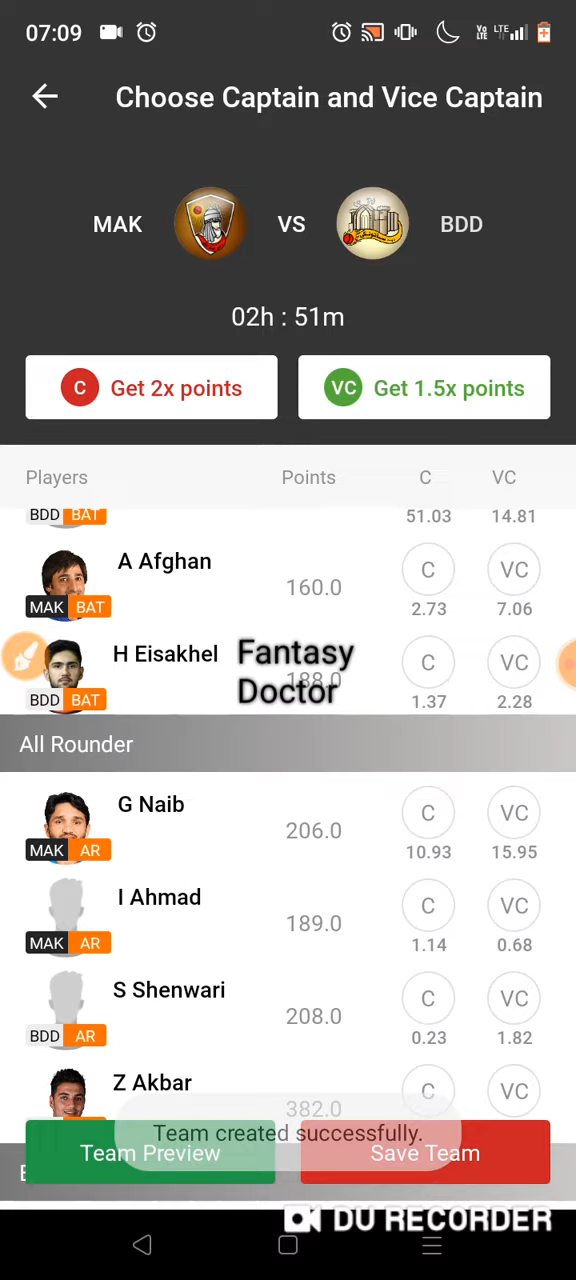 07:09 Vo LTE LTE
Choose Captain and Vice Captain
MAK VS BDD
02h : 51m
C Get 2x points VC Get 1.5x points
Players Points C VC
BDD BAT 51.03 14.81
A Afghan 160.0 C VC
MAK BAT 2.73 7.06
H Eisakhel 188.0 C VC
Fantasy
Doctor
BDD BAT 1.37 2.28
All Rounder
G Naib 206.0 C VC
MAK AR 10.93 15.95
I Ahmad 189.0 C VC
MAK AR 1.14 0.68
S Shenwari 208.0 C VC
BDD AR 0.23 1.82
Z Akbar 382.0 C VC
Team created successfully.
Team Preview Save Team
DU RECORDER